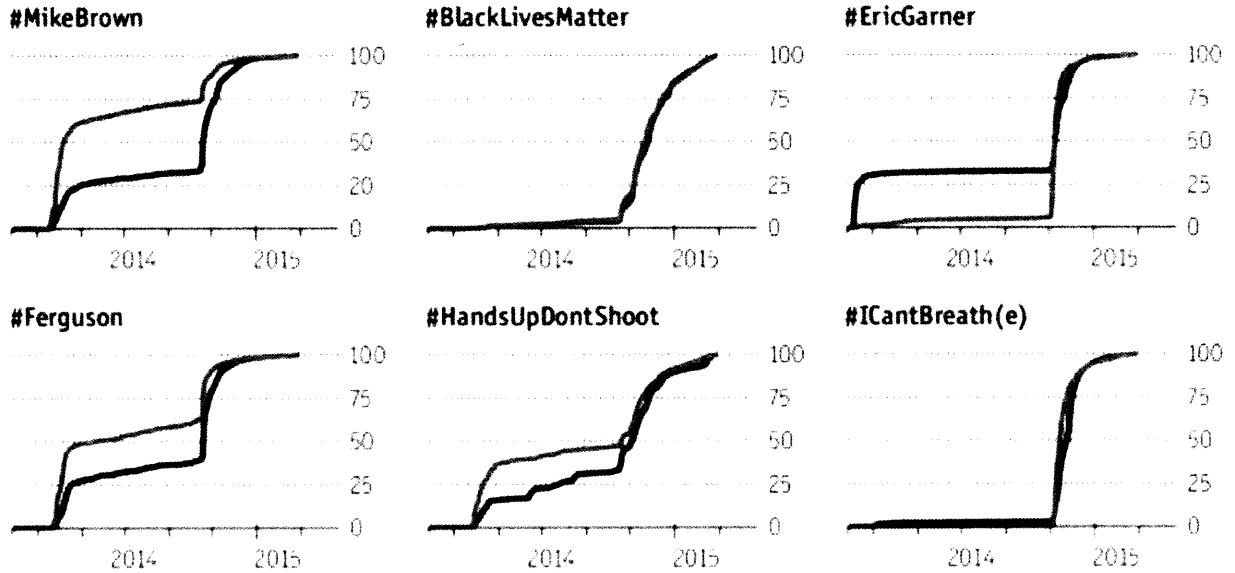 #MikeBrown #BlackLivesMatter #EricGarner
100 100 100
75 75 75
50 50 50
20 25 25
0 0 0
2014 2015 2014 2015 2014 2015
#Ferguson #HandsUpDontShoot #ICantBreath(e)
100 100 100
75 75 75
50 50 50
25 25 25
0 0 0
2014 2015 2014 2015 2014 2015